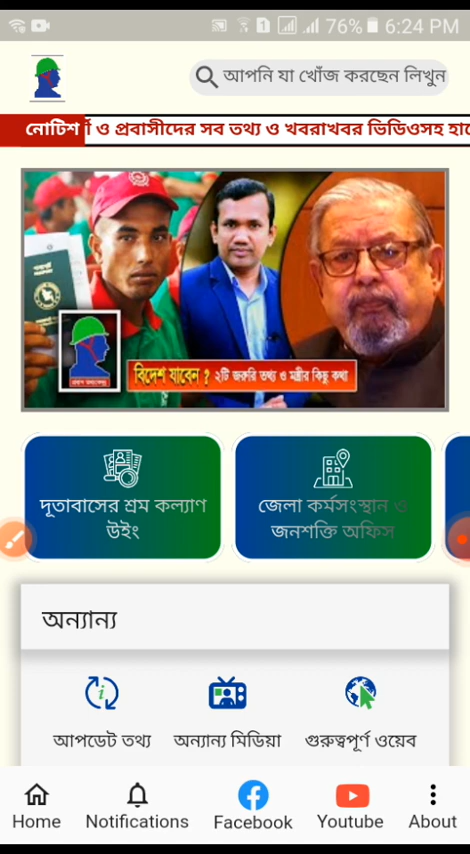 76% 6:24 PM
আপনি যা খোঁজ করছেন লিখুন
নোটিশ ও প্রবাসীদের সব তথ্য ও খবরাখবর ভিডিওসহ
বিদেশ যাবেন ? ২টি জরুরি তথ্য ও মন্ত্রীর কিছু কথা
দূতাবাসের শ্রম কল্যাণ
উইং
জেলা কর্মসংস্থান ও
জনশক্তি অফিস
অন্যান্য
আপডেট তথ্য অন্যান্য মিডিয়া গুরুত্বপূর্ণ ওয়েব
Home Notifications Facebook Youtube About